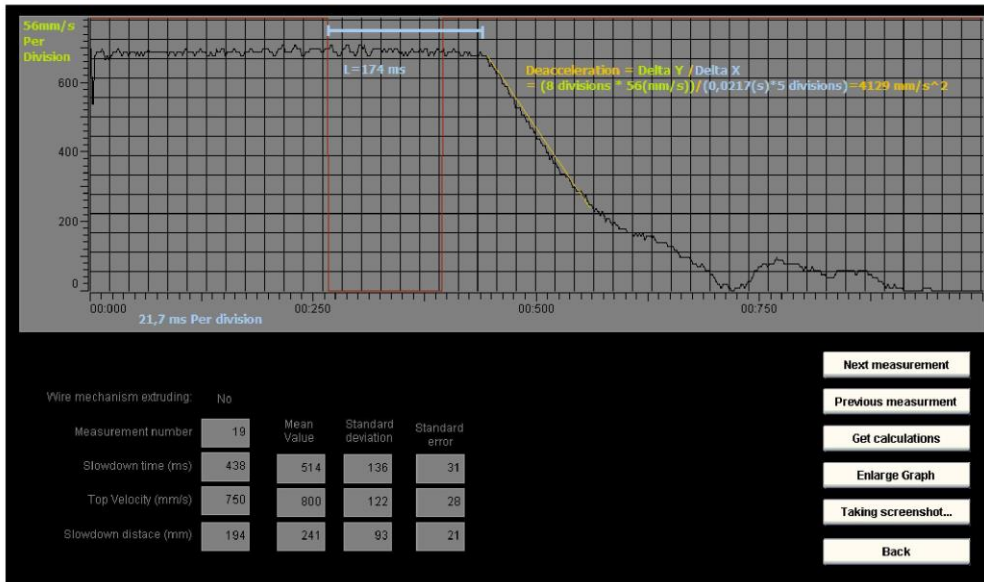 56mm/s
Per
Division
L=174 ms
Deacceleration = Delta Y /Delta X
= (8 divisions * 56(mm/s))/(0,0217(s)*5 divisions)=4129 mm/s^2
600
400
200
0
00:000 00:250 00:500 00:750
21,7 ms Per division
Wire mechanism extruding: No
Measurement number 19
Mean Value Standard deviation Standard error
Slowdown time (ms) 438 514 136 31
Top Velocity (mm/s) 750 800 122 28
Slowdown distace (mm) 194 241 93 21
Next measurement
Previous measurment
Get calculations
Enlarge Graph
Taking screenshot...
Back